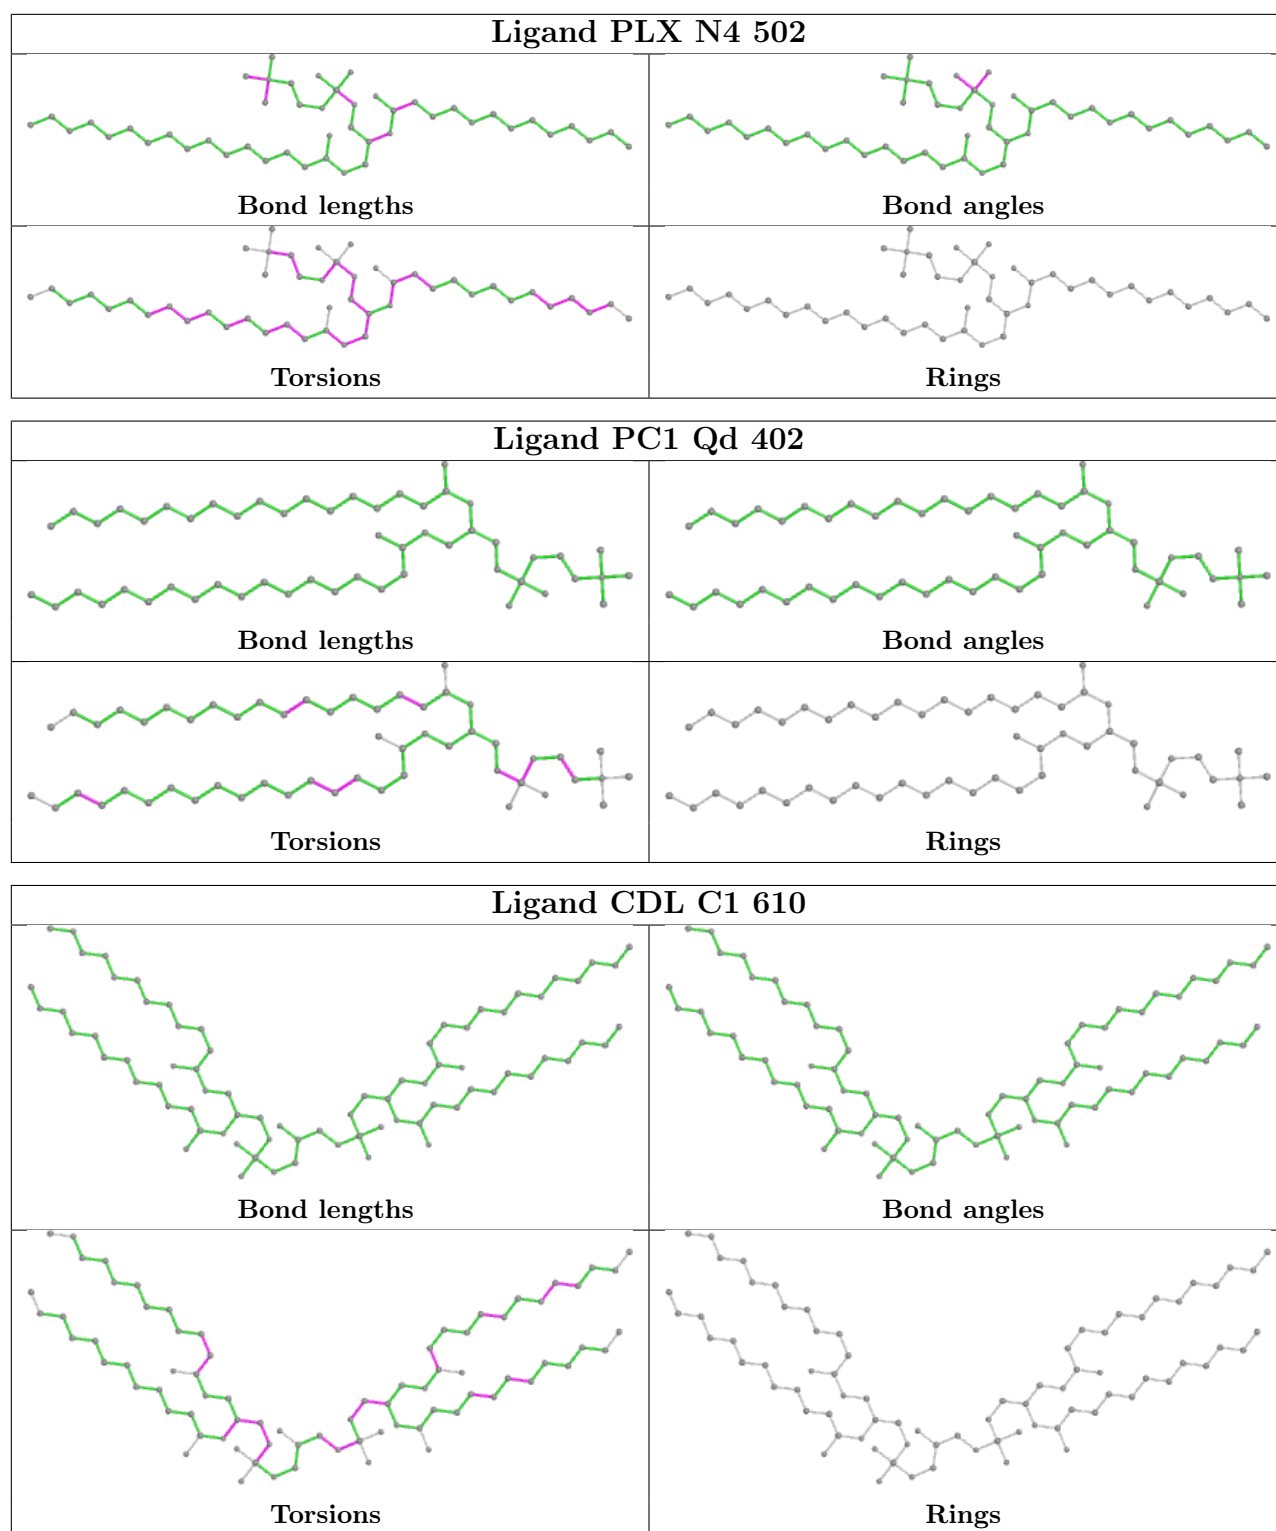 Ligand PLX N4 502
Bond lengths
Bond angles
Torsions
Rings
Ligand PC1 Qd 402
Bond lengths
Bond angles
Torsions
Rings
Ligand CDL C1 610
Bond lengths
Bond angles
Torsions
Rings